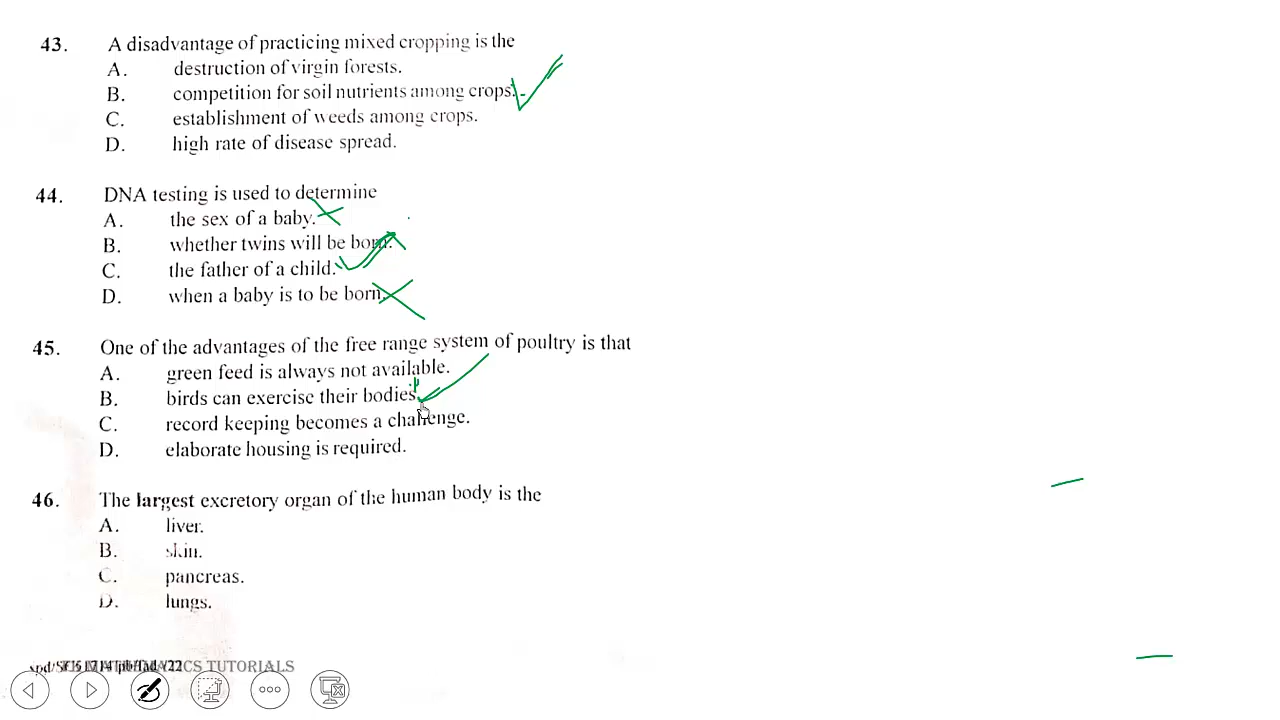 43. A disadvantage of practicing mixed cropping is the
A. destruction of virgin forests.
B. competition for soil nutrients among crops.
C. establishment of weeds among crops.
D. high rate of disease spread.
44. DNA testing is used to determine
A. the sex of a baby.
B. whether twins will be born.
C. the father of a child.
D. when a baby is to be born.
45. One of the advantages of the free range system of poultry is that
A. green feed is always not available.
B. birds can exercise their bodies.
C. record keeping becomes a challenge.
D. elaborate housing is required.
46. The largest excretory organ of the human body is the
A. liver.
B. skin.
C. pancreas.
D. lungs.
TUTORIALS